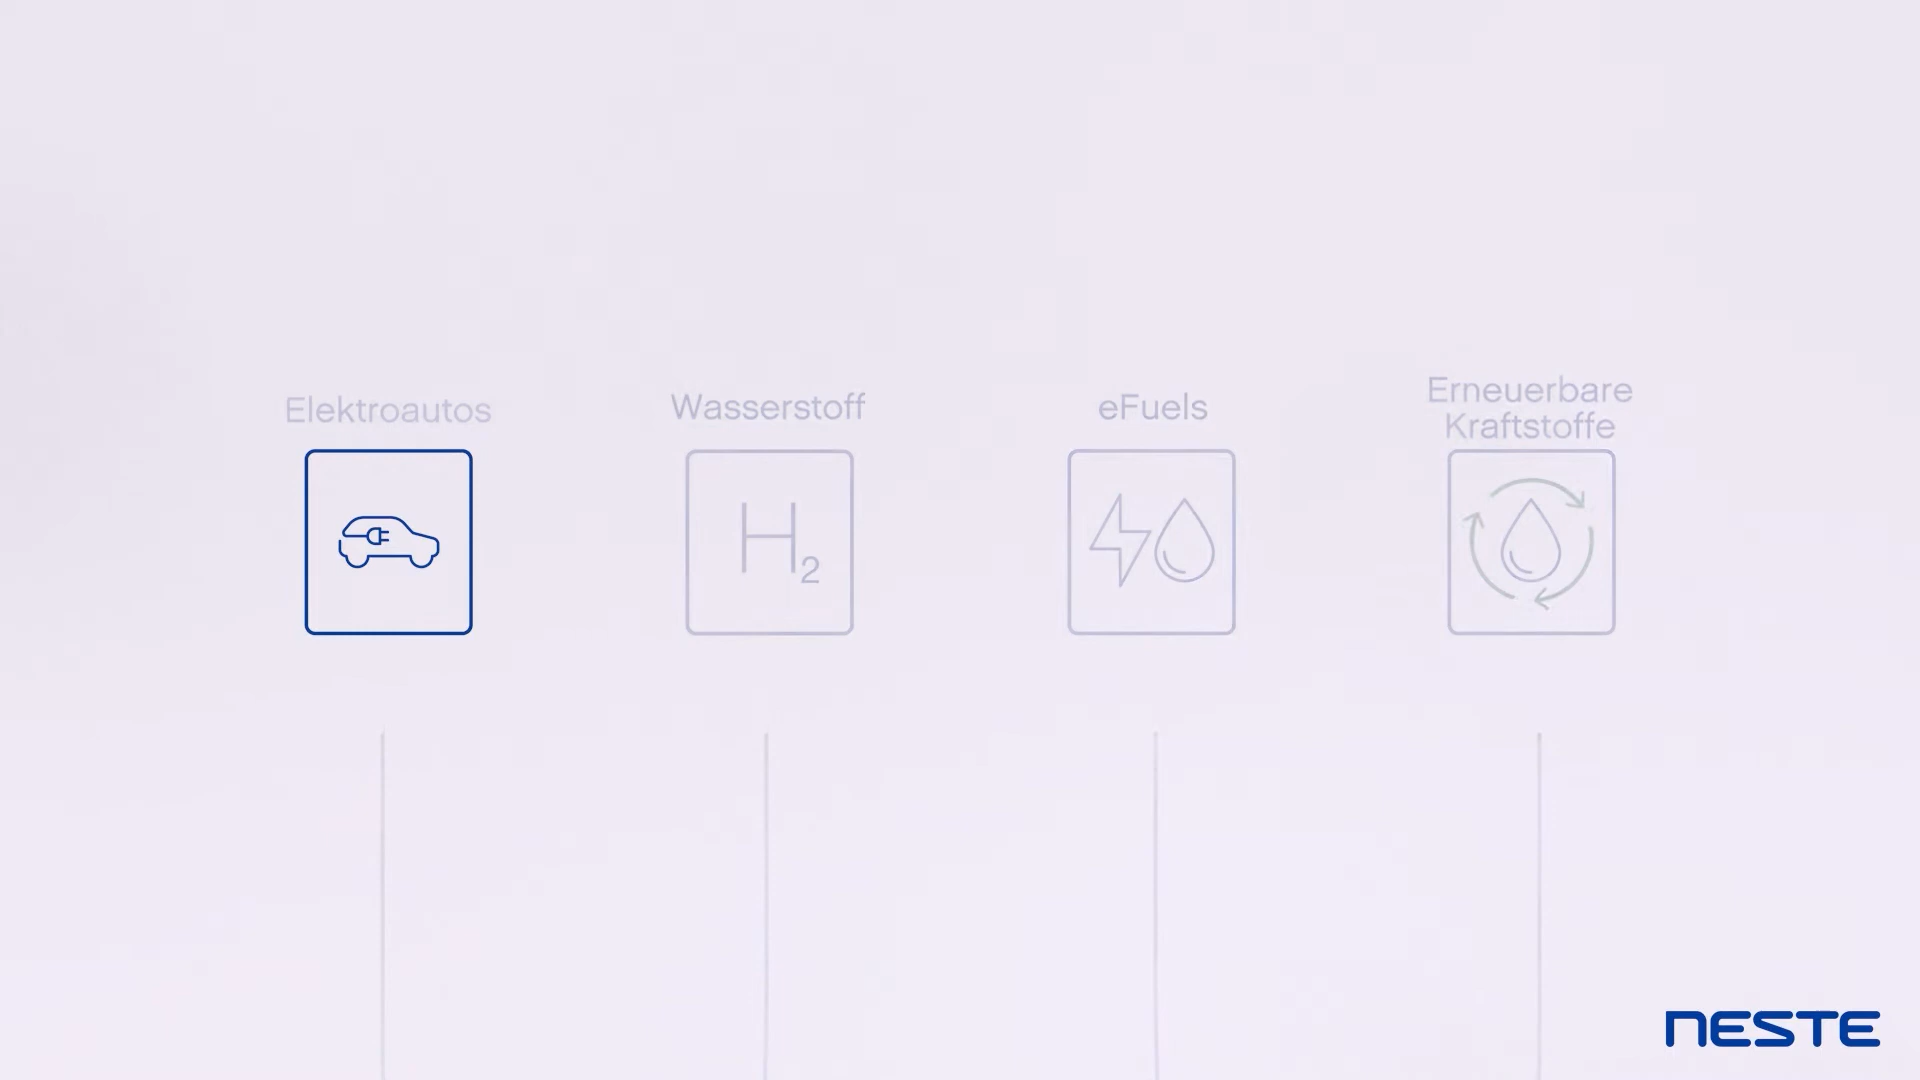 Elektroautos
Wasserstoff
eFuels
Erneuerbare
Kraftstoffe
H2
NESTE